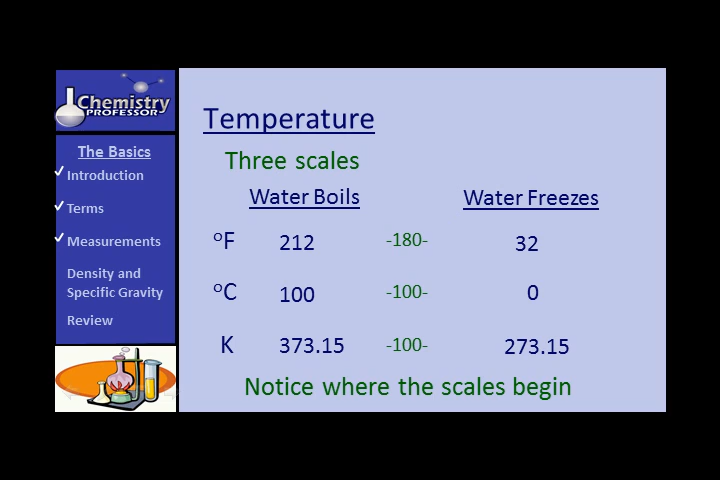 Chemistry
PROFESSOR
The Basics
✓ Introduction
✓ Terms
✓ Measurements
Density and
Specific Gravity
Review
Temperature
Three scales
Water Boils Water Freezes
°F 212 -180- 32
°C 100 -100- 0
K 373.15 -100- 273.15
Notice where the scales begin